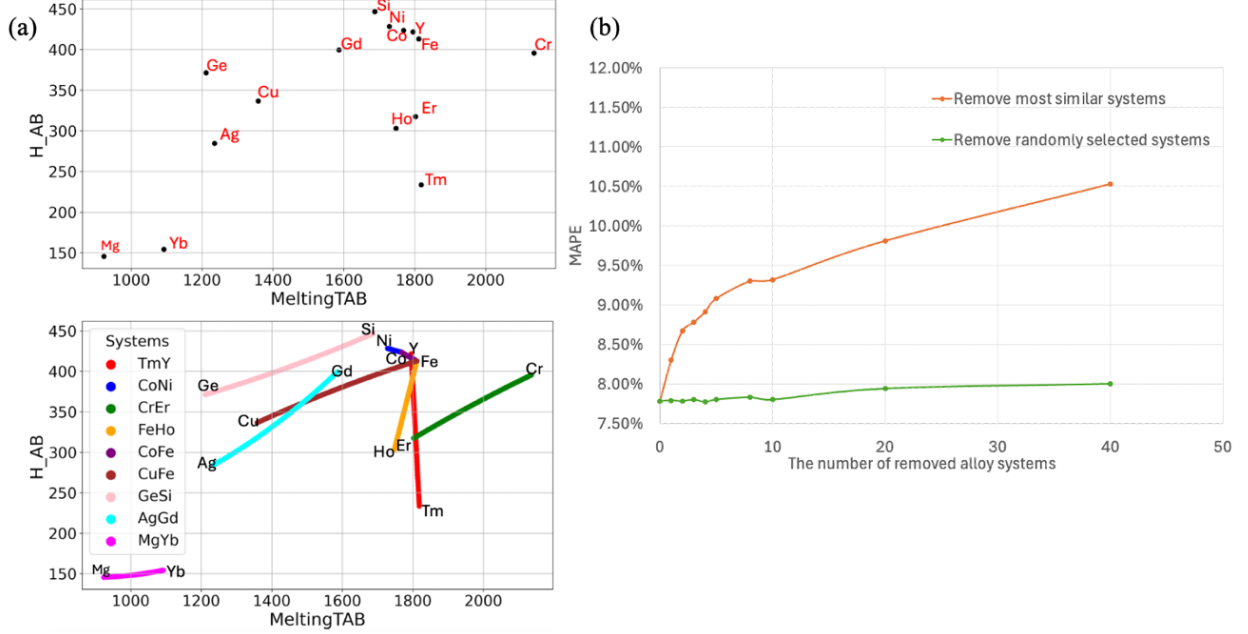 (a)
450
400
350
300
250
200
150
H_AB
Si
Ni
Co
Y
Fe
Gd
Cr
Ge
Cu
Er
Ho
Ag
Tm
Mg
Yb
1000 1200 1400 1600 1800 2000
MeltingTAB
450
400
350
300
250
200
150
H_AB
Systems
TmY
CoNi
CrEr
FeHo
CoFe
CuFe
GeSi
AgGd
MgYb
Si
Ni
Co
Y
Fe
Gd
Cr
Ge
Cu
Er
Ho
Ag
Tm
Mg
Yb
1000 1200 1400 1600 1800 2000
MeltingTAB
(b)
12.00%
11.50%
11.00%
10.50%
10.00%
9.50%
9.00%
8.50%
8.00%
7.50%
MAPE
Remove most similar systems
Remove randomly selected systems
0 10 20 30 40 50
The number of removed alloy systems